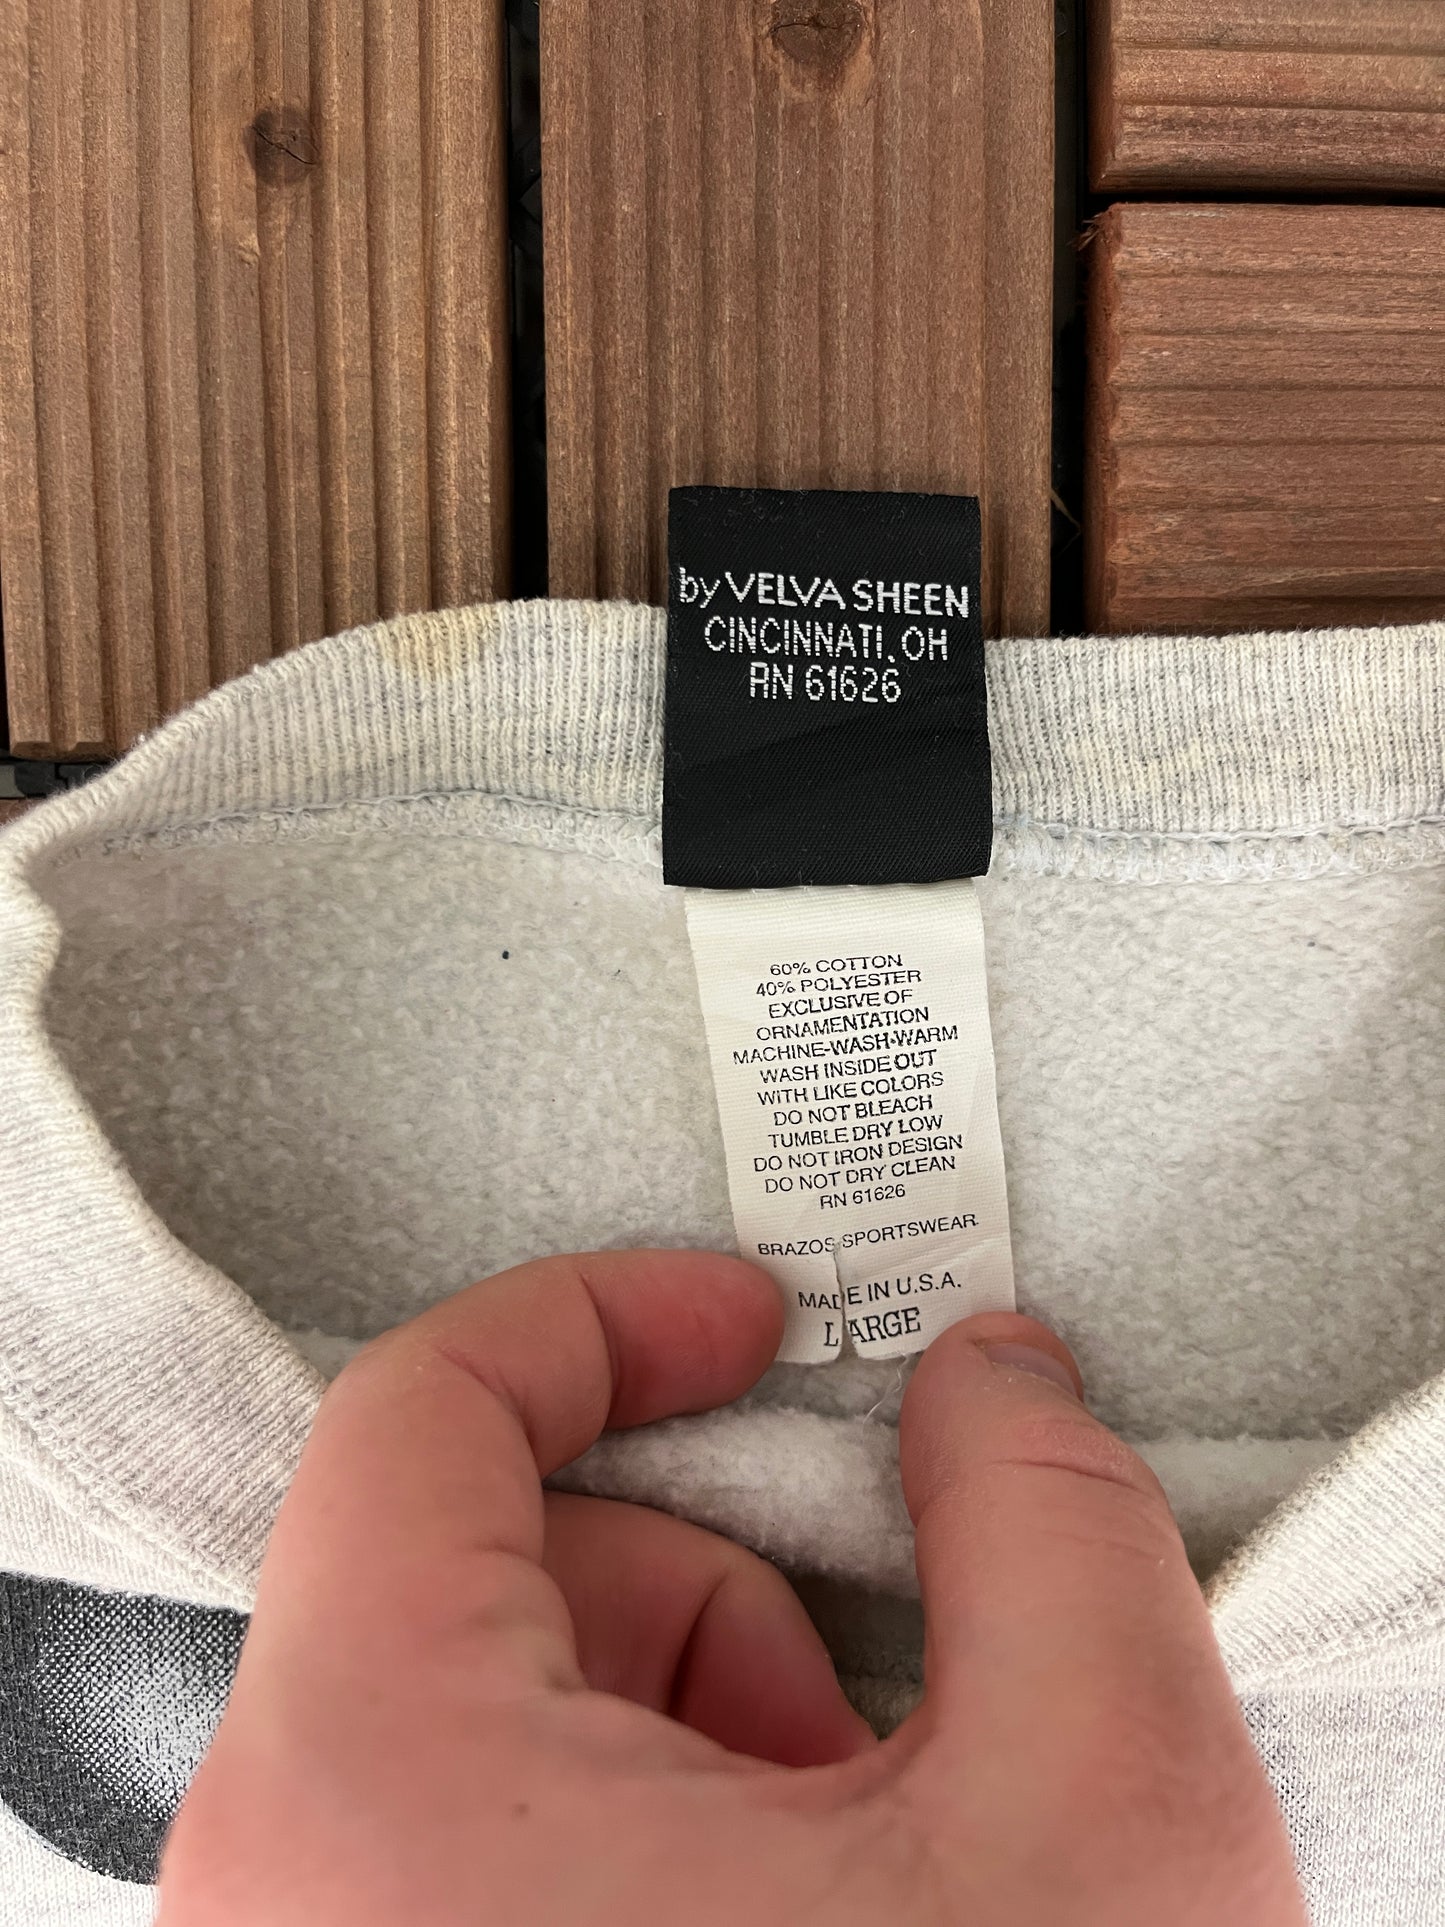 by VELVA SHEEN
CINCINNATI, OH
RN 61626
60% COTTON
40% POLYESTER
EXCLUSIVE OF
ORNAMENTATION
MACHINE-WASH-WARM
WASH INSIDE OUT
WITH LIKE COLORS
DO NOT BLEACH
TUMBLE DRY LOW
DO NOT IRON DESIGN
DO NOT DRY CLEAN
RN 61626
BRAZOS SPORTSWEAR
MADE IN U.S.A.
LARGE